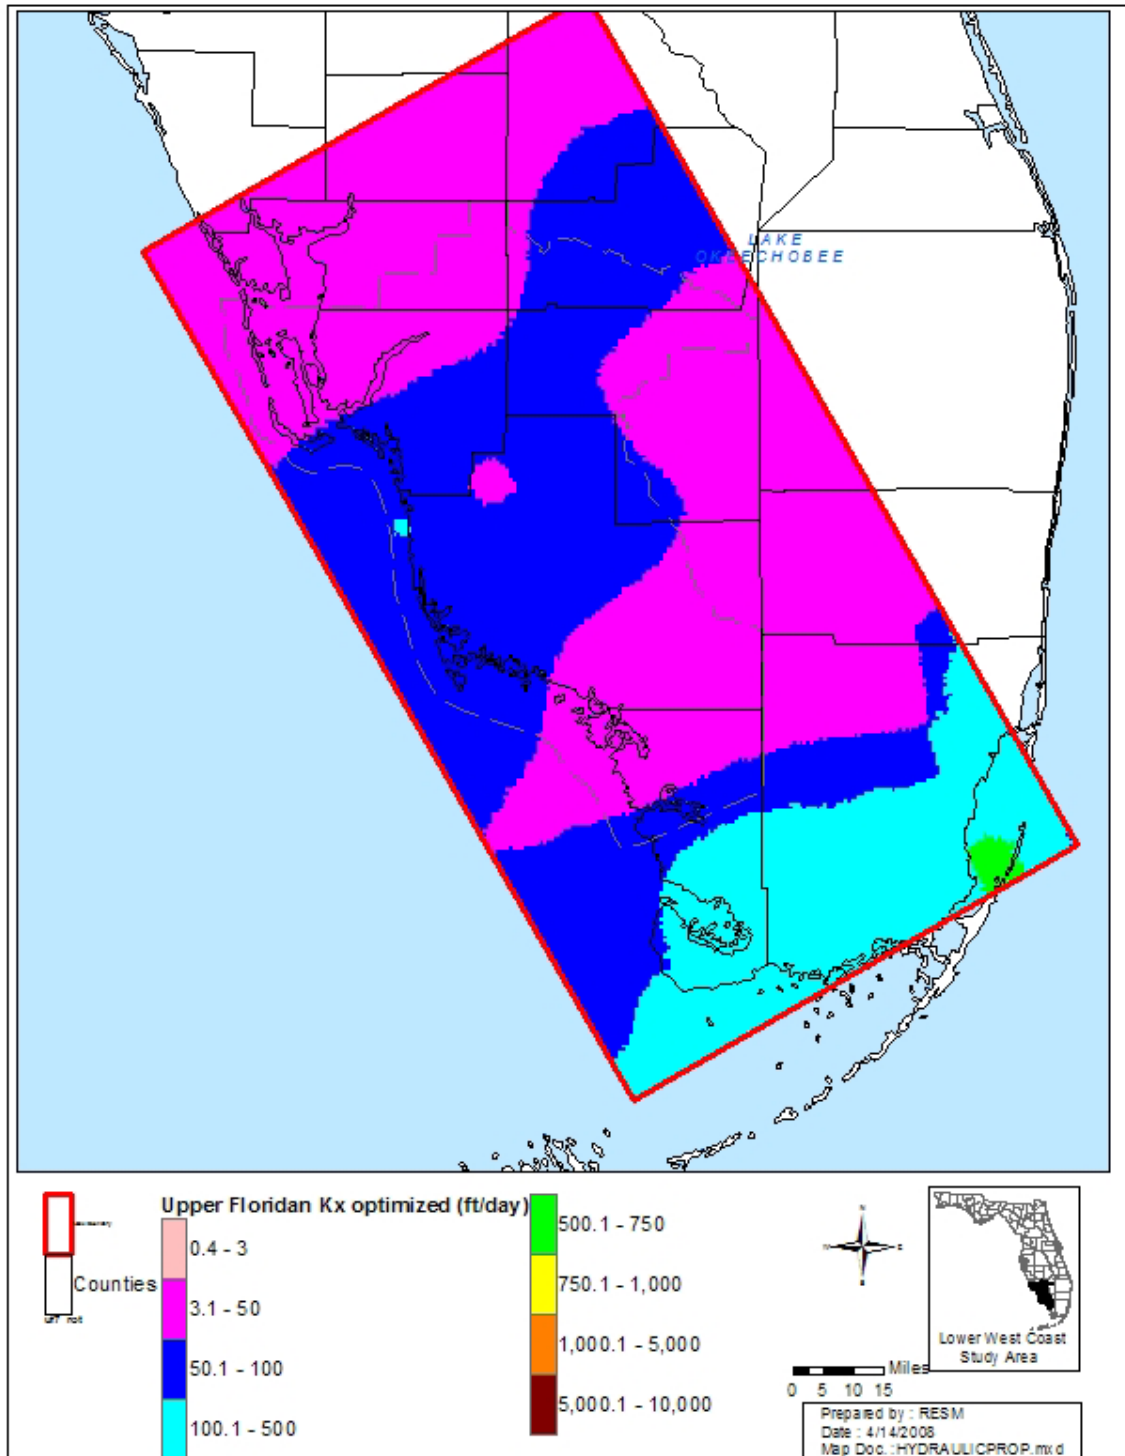 LAKE
OKEECHOBEE
Upper Floridan Kx optimized (ft/day)
0.4 - 3
3.1 - 50
50.1 - 100
100.1 - 500
500.1 - 750
750.1 - 1,000
1,000.1 - 5,000
5,000.1 - 10,000
Counties
N
E
S
Miles
0 5 10 15
Lower West Coast
Study Area
Prepared by : RESM
Date : 4/14/2008
Map Doc. :HYDRAULICPROP.mxd